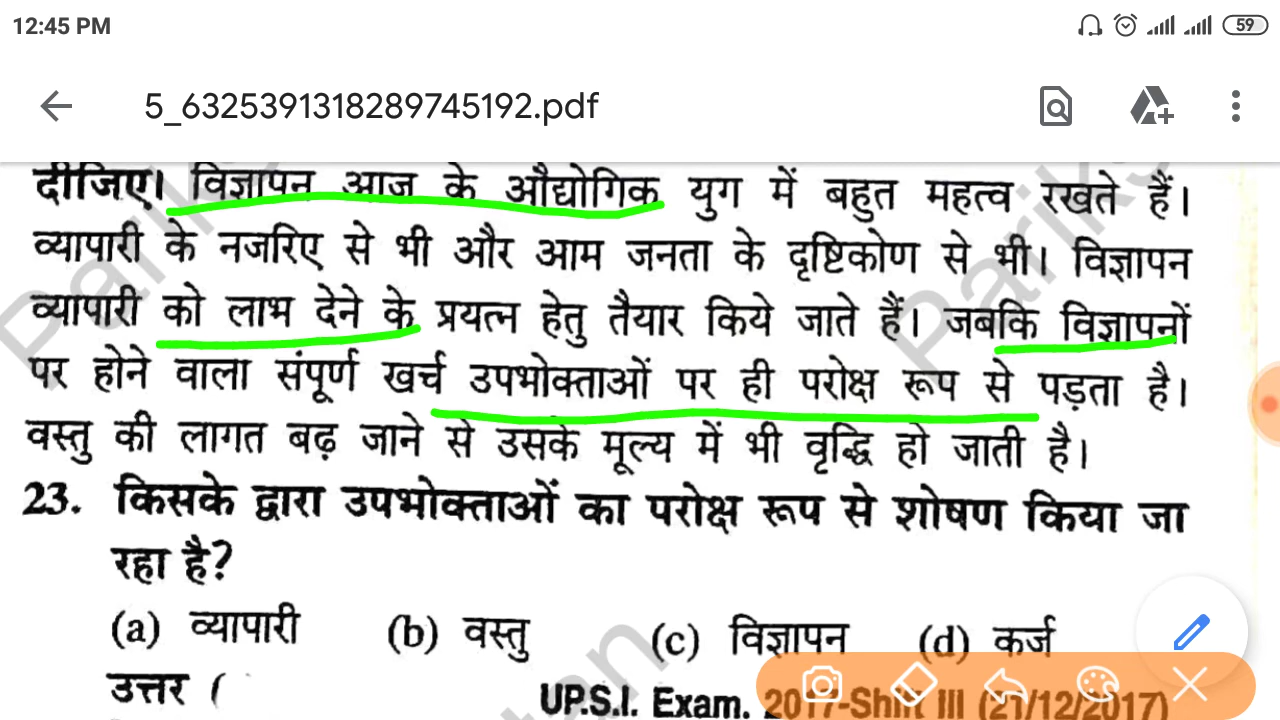 12:45 PM
59
5_6325391318289745192.pdf
दीजिए। विज्ञापन आज के औद्योगिक युग में बहुत महत्व रखते हैं।
व्यापारी के नजरिए से भी और आम जनता के दृष्टिकोण से भी। विज्ञापन
व्यापारी को लाभ देने के प्रयत्न हेतु तैयार किये जाते हैं। जबकि विज्ञापनों
पर होने वाला संपूर्ण खर्च उपभोक्ताओं पर ही परोक्ष रूप से पड़ता है।
वस्तु की लागत बढ़ जाने से उसके मूल्य में भी वृद्धि हो जाती है।
23. किसके द्वारा उपभोक्ताओं का परोक्ष रूप से शोषण किया जा
रहा है?
(a) व्यापारी (b) वस्तु (c) विज्ञापन (d) कर्ज
उत्तर (
UP.S.I. Exam. 2017-Shift III (21/12/2017)